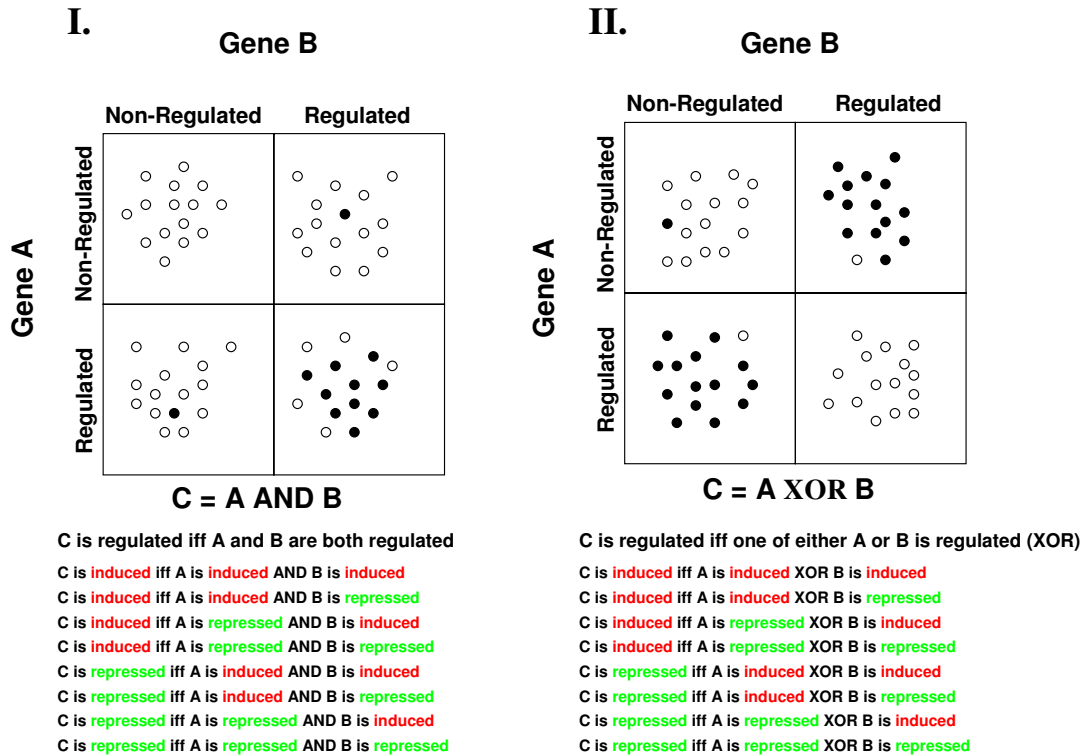 I.
Gene B
Non-Regulated Regulated
Gene A
Non-Regulated
Regulated
C = A AND B
C is regulated iff A and B are both regulated
C is induced iff A is induced AND B is induced
C is induced iff A is induced AND B is repressed
C is induced iff A is repressed AND B is induced
C is induced iff A is repressed AND B is repressed
C is repressed iff A is induced AND B is induced
C is repressed iff A is induced AND B is repressed
C is repressed iff A is repressed AND B is induced
C is repressed iff A is repressed AND B is repressed
II.
Gene B
Non-Regulated Regulated
Gene A
Non-Regulated
Regulated
C = A XOR B
C is regulated iff one of either A or B is regulated (XOR)
C is induced iff A is induced XOR B is induced
C is induced iff A is induced XOR B is repressed
C is induced iff A is repressed XOR B is induced
C is induced iff A is repressed XOR B is repressed
C is repressed iff A is induced XOR B is induced
C is repressed iff A is induced XOR B is repressed
C is repressed iff A is repressed XOR B is induced
C is repressed iff A is repressed XOR B is repressed